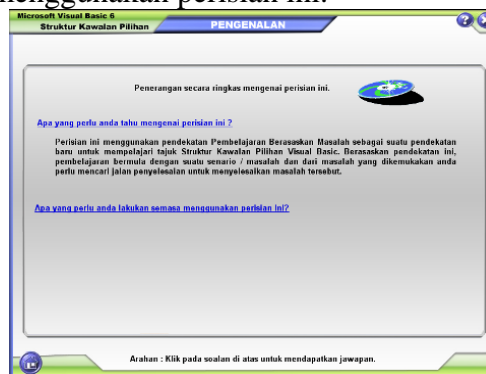 menggunakan perisian ini.
Microsoft Visual Basic 6
Struktur Kawalan Pilihan
PENGENALAN
Penerangan secara ringkas mengenai perisian ini.
Apa yang perlu anda tahu mengenai perisian ini ?
Perisian ini menggunakan pendekatan Pembelajaran Berasaskan Masalah sebagai suatu pendekatan
baru untuk mempelajari tajuk Struktur Kawalan Pilihan Visual Basic. Berasaskan pendekatan ini,
pembelajaran bermula dengan suatu senario / masalah dan dari masalah yang dikemukakan anda
perlu mencari jalan penyelesaian untuk menyelesaikan masalah tersebut.
Apa yang perlu anda lakukan semasa menggunakan perisian ini?
Arahan : Klik pada soalan di atas untuk mendapatkan jawapan.